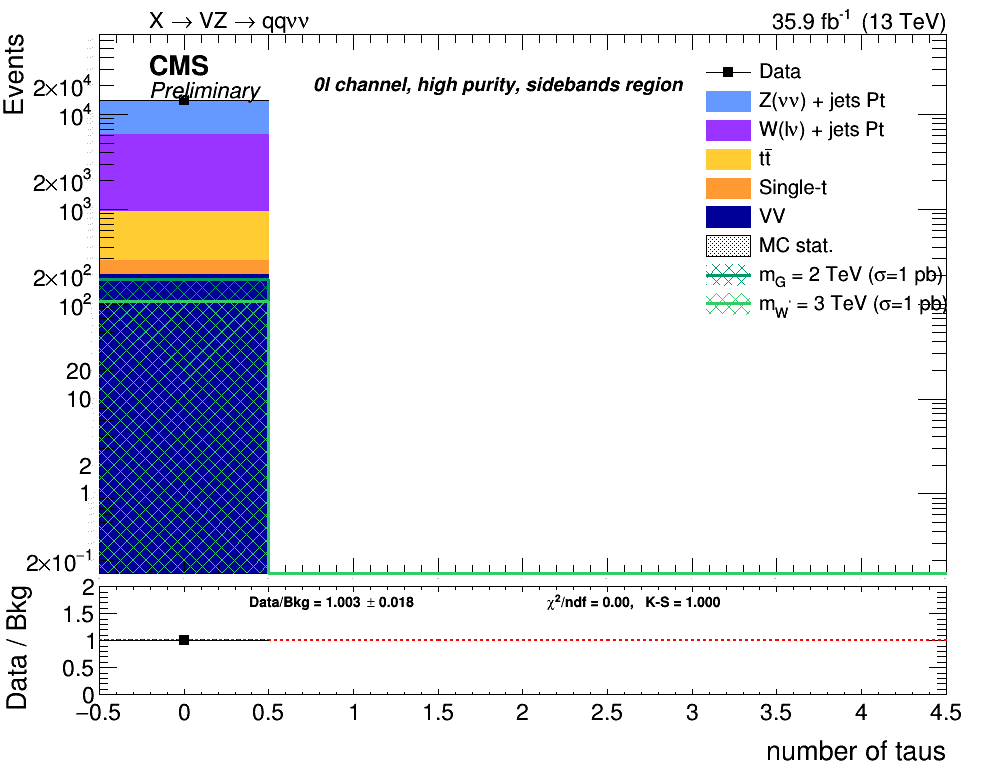 X → VZ → qqνν
35.9 fb⁻¹ (13 TeV)
Events
CMS
Preliminary
0l channel, high purity, sidebands region
Data
Z(νν) + jets Pt
W(lν) + jets Pt
tt̄
Single-t
VV
MC stat.
m_G = 2 TeV (σ=1 pb)
m_W' = 3 TeV (σ=1 pb)
2×10⁴
10⁴
2×10³
10³
2×10²
10²
20
10
2
1
2×10⁻¹
Data / Bkg
2
1.5
1
0.5
0
Data/Bkg = 1.003 ± 0.018
χ²/ndf = 0.00, K-S = 1.000
−0.5 0 0.5 1 1.5 2 2.5 3 3.5 4 4.5
number of taus